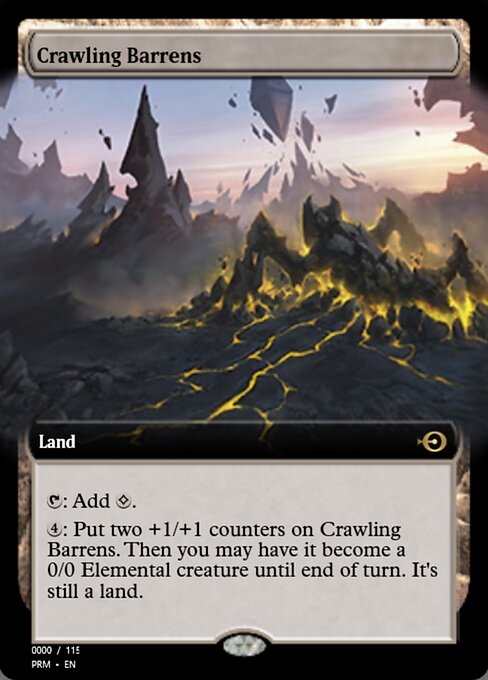 Crawling Barrens
Land
: Add .
4: Put two +1/+1 counters on Crawling
Barrens. Then you may have it become a
0/0 Elemental creature until end of turn. It's
still a land.
0000 / 115
PRM • EN